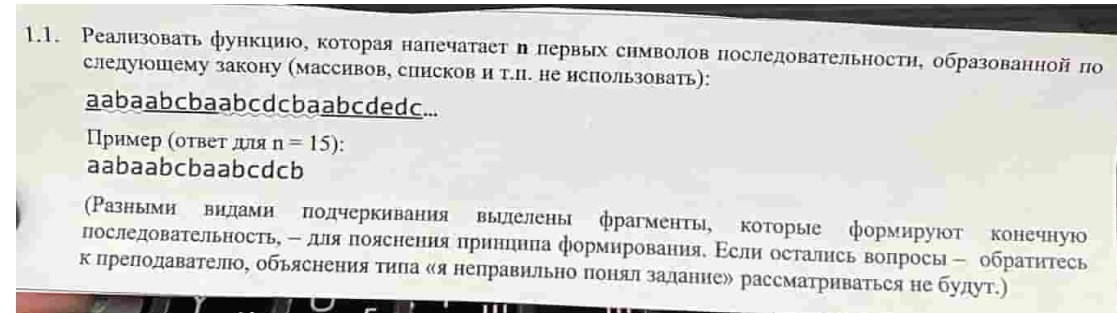 1.1. Реализовать функцию, которая напечатает n первых символов последовательности, образованной по
следующему закону (массивов, списков и т.п. не использовать):
aabaabcbaabcdcbaabcdedc...
Пример (ответ для n = 15):
aabaabcbaabcdcb
(Разными видами подчеркивания выделены фрагменты, которые формируют конечную
последовательность, – для пояснения принципа формирования. Если остались вопросы – обратитесь
к преподавателю, объяснения типа «я неправильно понял задание» рассматриваться не будут.)